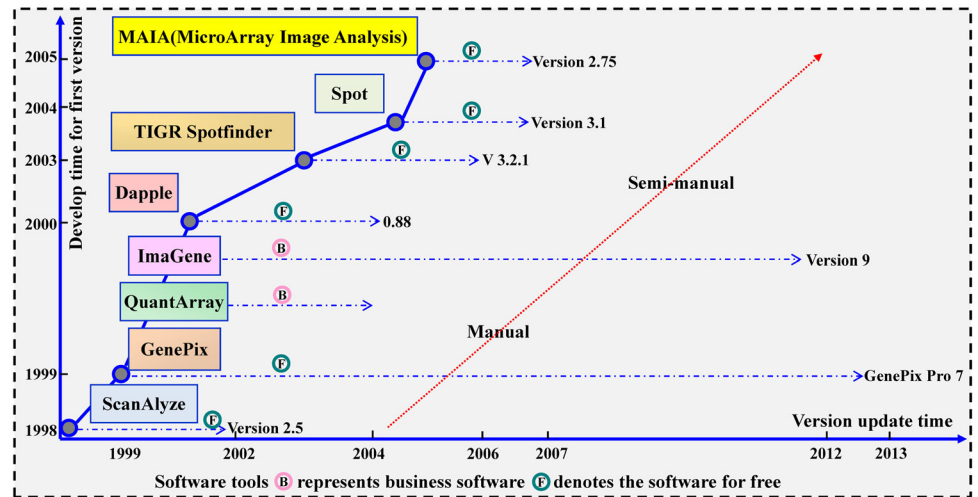 MAIA(MicroArray Image Analysis)
F
2005
Version 2.75
Spot
F
2004
Version 3.1
TIGR Spotfinder
F
2003
V 3.2.1
Develop time for first version
Semi-manual
Dapple
F
2000
0.88
B
ImaGene
Version 9
B
QuantArray
Manual
GenePix
F
1999
GenePix Pro 7
ScanAlyze
F
1998
Version 2.5
Version update time
1999 2002 2004 2006 2007 2012 2013
Software tools B represents business software F denotes the software for free